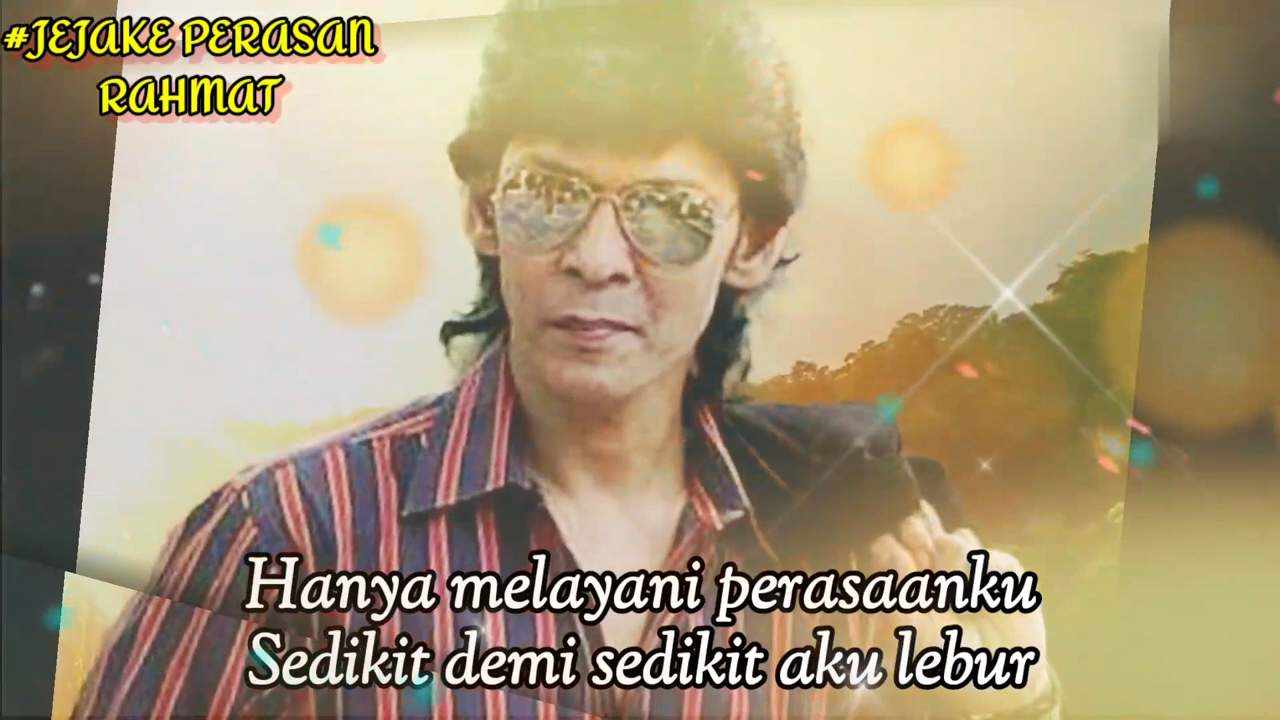 #JEJAKE PERASAN
RAHMAT
Hanya melayani perasaanku
Sedikit demi sedikit aku lebur